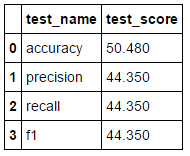 test_name test_score
0 accuracy 50.480
1 precision 44.350
2 recall 44.350
3 f1 44.350